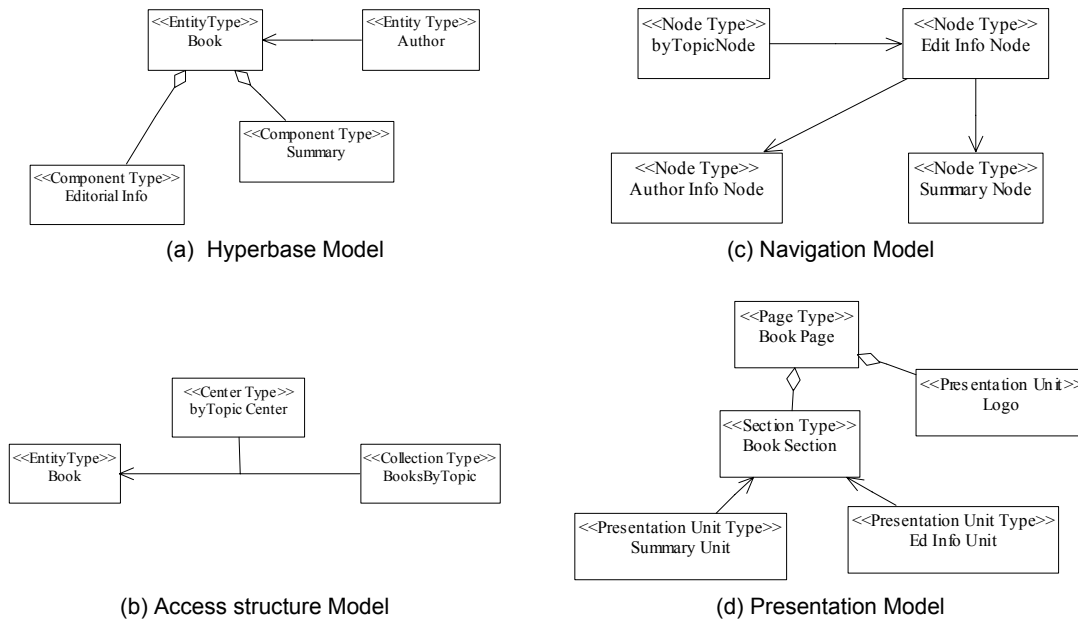 <<EntityType>>
Book
<<Entity Type>>
Author
<<Component Type>>
Summary
<<Component Type>>
Editorial Info
(a) Hyperbase Model
<<Node Type>>
byTopicNode
<<Node Type>>
Edit Info Node
<<Node Type>>
Author Info Node
<<Node Type>>
Summary Node
(c) Navigation Model
<<Center Type>>
byTopic Center
<<EntityType>>
Book
<<Collection Type>>
BooksByTopic
(b) Access structure Model
<<Page Type>>
Book Page
<<Presentation Unit>>
Logo
<<Section Type>>
Book Section
<<Presentation Unit Type>>
Summary Unit
<<Presentation Unit Type>>
Ed Info Unit
(d) Presentation Model